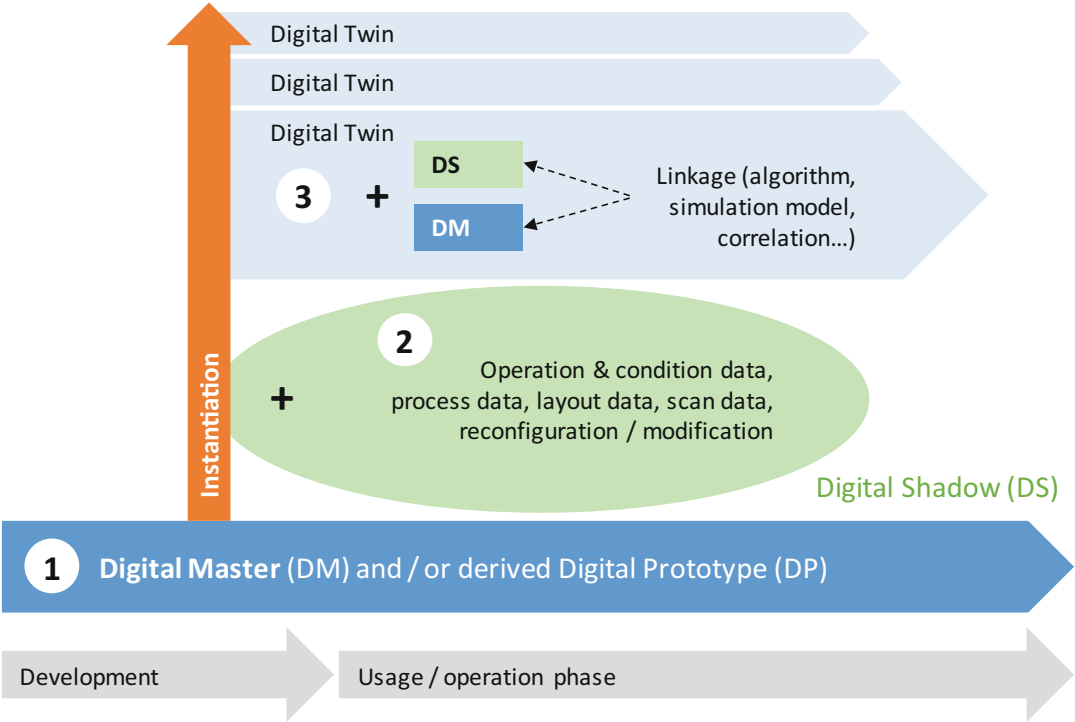 Digital Twin
Digital Twin
Digital Twin
DS
3
+
DM
Linkage (algorithm,
simulation model,
correlation...)
Instantiation
2
+
Operation & condition data,
process data, layout data, scan data,
reconfiguration / modification
Digital Shadow (DS)
1
Digital Master (DM) and / or derived Digital Prototype (DP)
Development
Usage / operation phase